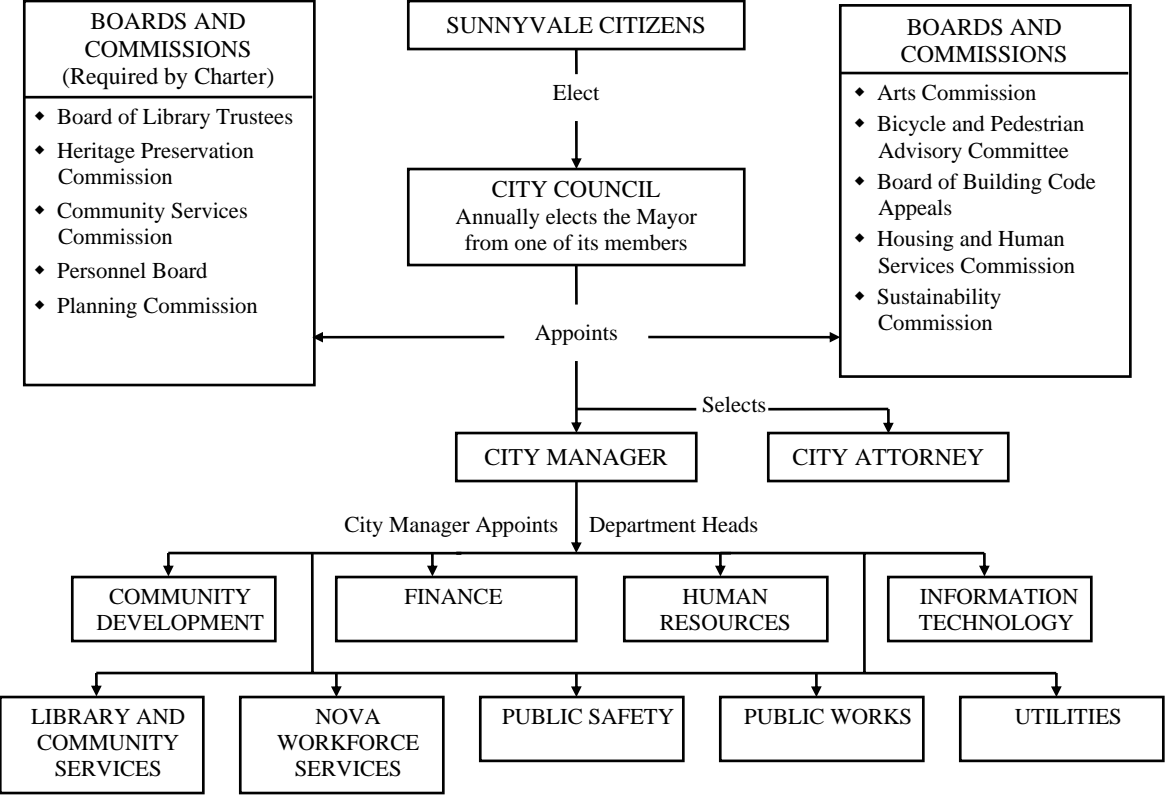 BOARDS AND
COMMISSIONS
(Required by Charter)
◆ Board of Library Trustees
◆ Heritage Preservation
Commission
◆ Community Services
Commission
◆ Personnel Board
◆ Planning Commission
SUNNYVALE CITIZENS
Elect
CITY COUNCIL
Annually elects the Mayor
from one of its members
BOARDS AND
COMMISSIONS
◆ Arts Commission
◆ Bicycle and Pedestrian
Advisory Committee
◆ Board of Building Code
Appeals
◆ Housing and Human
Services Commission
◆ Sustainability
Commission
Appoints
Selects
CITY MANAGER
CITY ATTORNEY
City Manager Appoints Department Heads
COMMUNITY
DEVELOPMENT
FINANCE
HUMAN
RESOURCES
INFORMATION
TECHNOLOGY
LIBRARY AND
COMMUNITY
SERVICES
NOVA
WORKFORCE
SERVICES
PUBLIC SAFETY
PUBLIC WORKS
UTILITIES